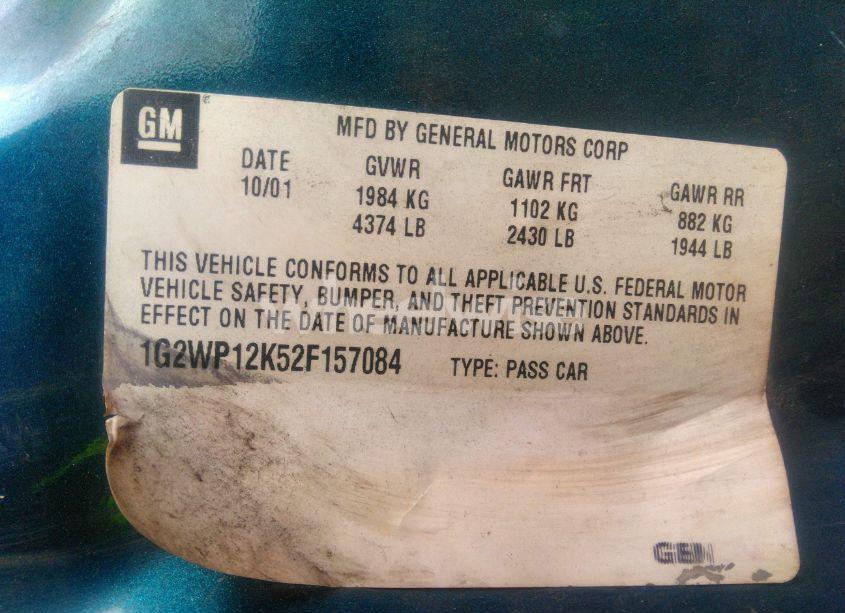 GM
MFD BY GENERAL MOTORS CORP
DATE GVWR GAWR FRT GAWR RR
10/01 1984 KG 1102 KG 882 KG
4374 LB 2430 LB 1944 LB
THIS VEHICLE CONFORMS TO ALL APPLICABLE U.S. FEDERAL MOTOR
VEHICLE SAFETY, BUMPER, AND THEFT PREVENTION STANDARDS IN
EFFECT ON THE DATE OF MANUFACTURE SHOWN ABOVE.
1G2WP12K52F157084 TYPE: PASS CAR